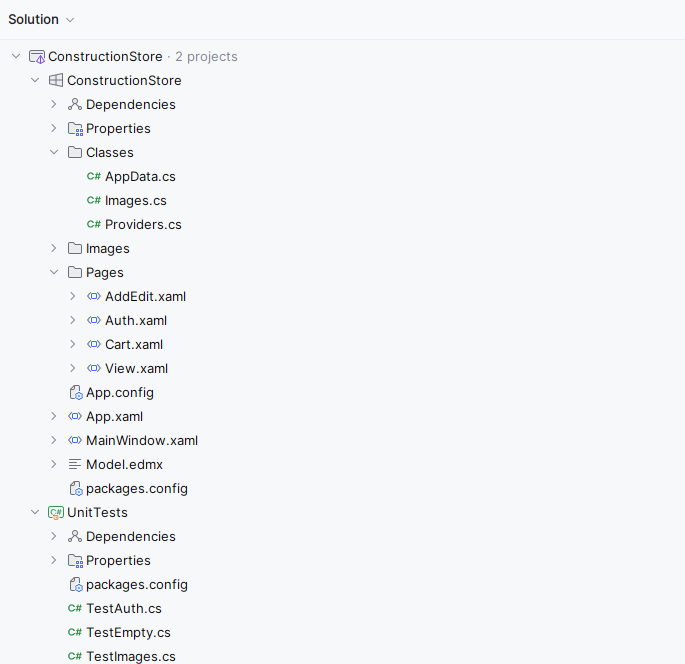 Solution
ConstructionStore · 2 projects
ConstructionStore
Dependencies
Properties
Classes
C# AppData.cs
C# Images.cs
C# Providers.cs
Images
Pages
AddEdit.xaml
Auth.xaml
Cart.xaml
View.xaml
App.config
App.xaml
MainWindow.xaml
Model.edmx
packages.config
C# UnitTests
Dependencies
Properties
packages.config
C# TestAuth.cs
C# TestEmpty.cs
C# TestImages.cs